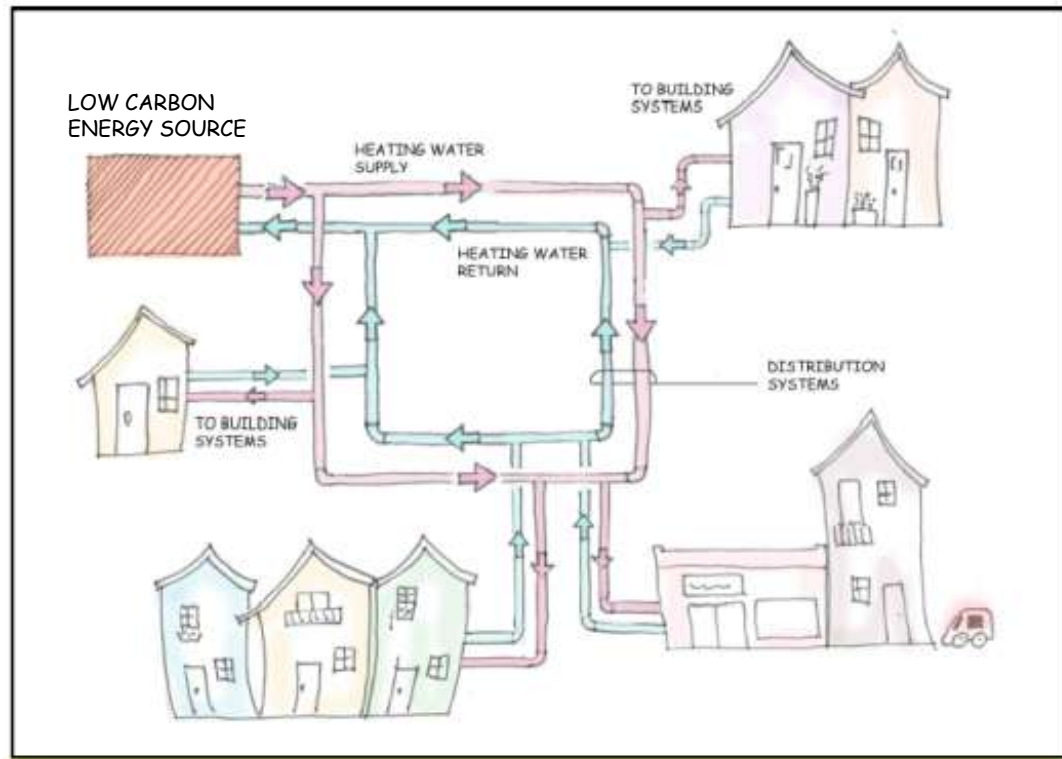 LOW CARBON
ENERGY SOURCE
HEATING WATER
SUPPLY
TO BUILDING
SYSTEMS
HEATING WATER
RETURN
DISTRIBUTION
SYSTEMS
TO BUILDING
SYSTEMS